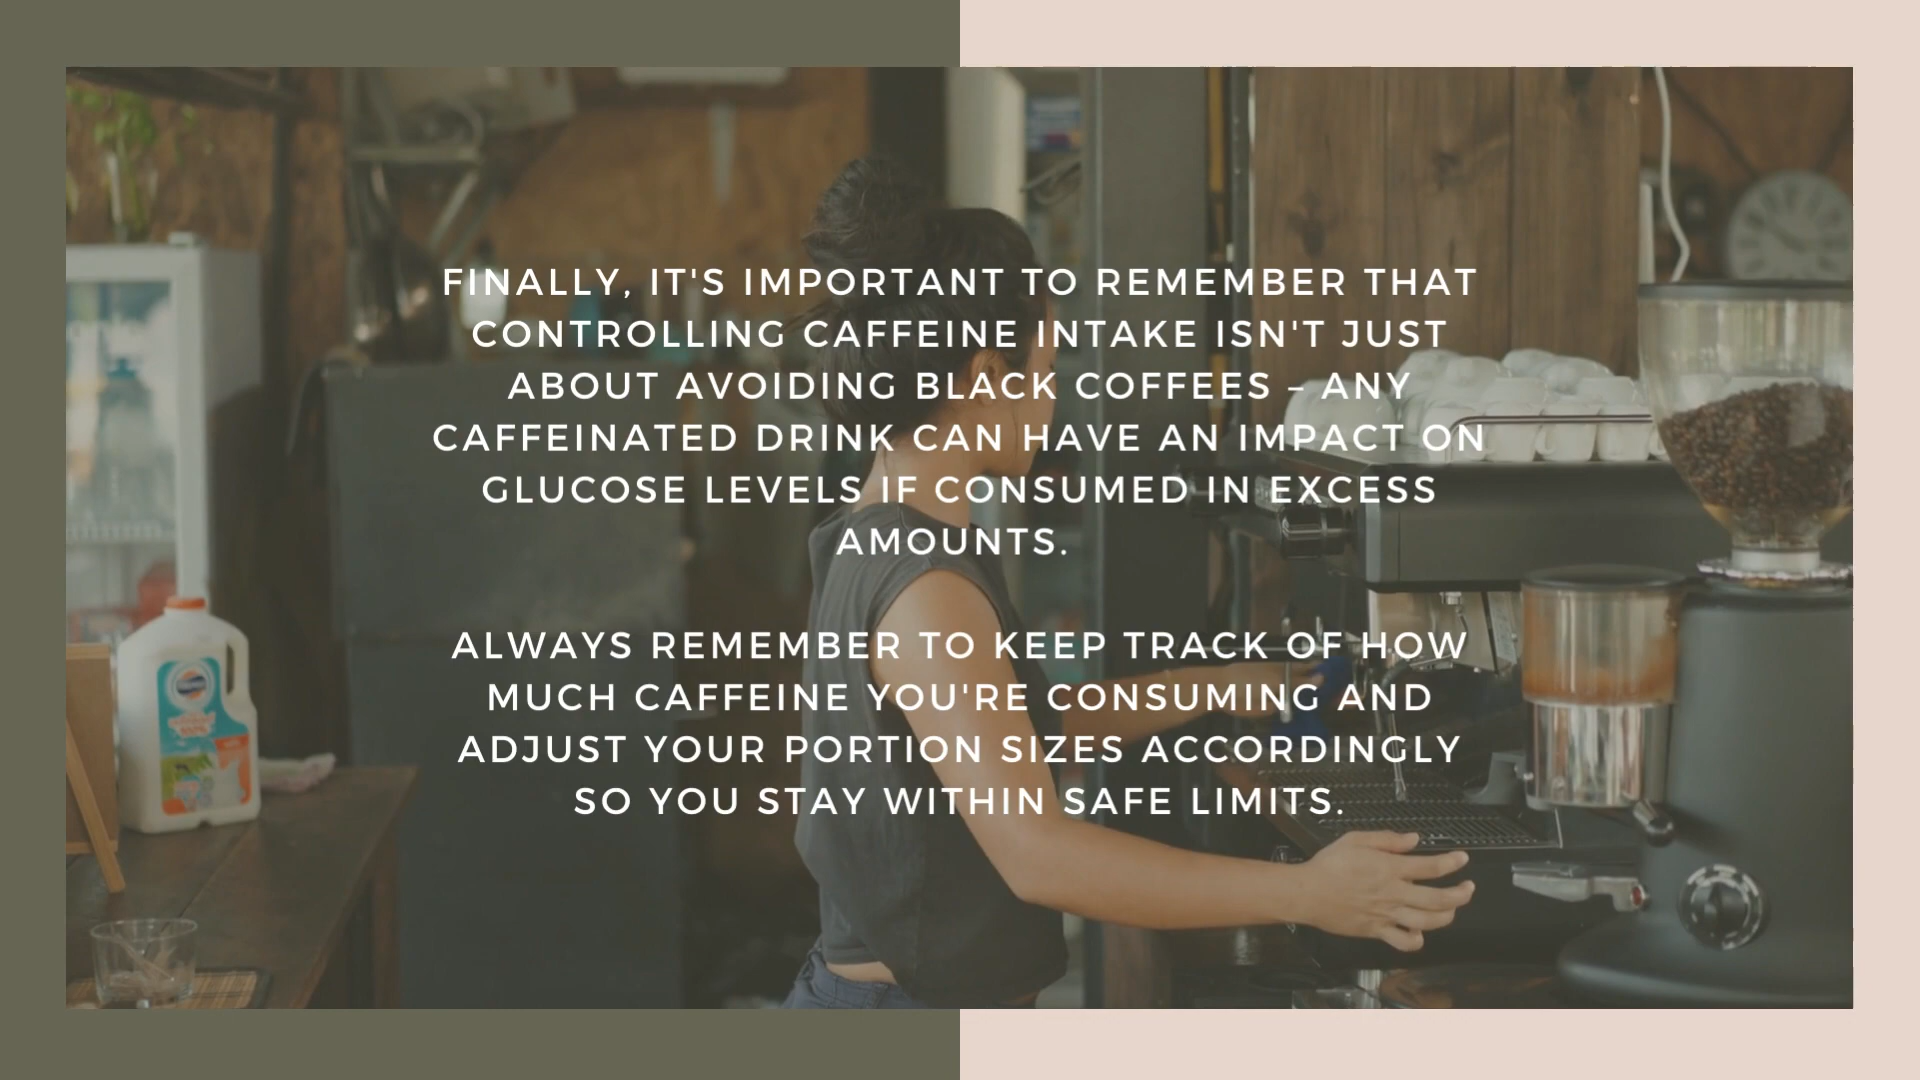 FINALLY, IT'S IMPORTANT TO REMEMBER THAT
CONTROLLING CAFFEINE INTAKE ISN'T JUST
ABOUT AVOIDING BLACK COFFEES – ANY
CAFFEINATED DRINK CAN HAVE AN IMPACT ON
GLUCOSE LEVELS IF CONSUMED IN EXCESS
AMOUNTS.
ALWAYS REMEMBER TO KEEP TRACK OF HOW
MUCH CAFFEINE YOU'RE CONSUMING AND
ADJUST YOUR PORTION SIZES ACCORDINGLY
SO YOU STAY WITHIN SAFE LIMITS.